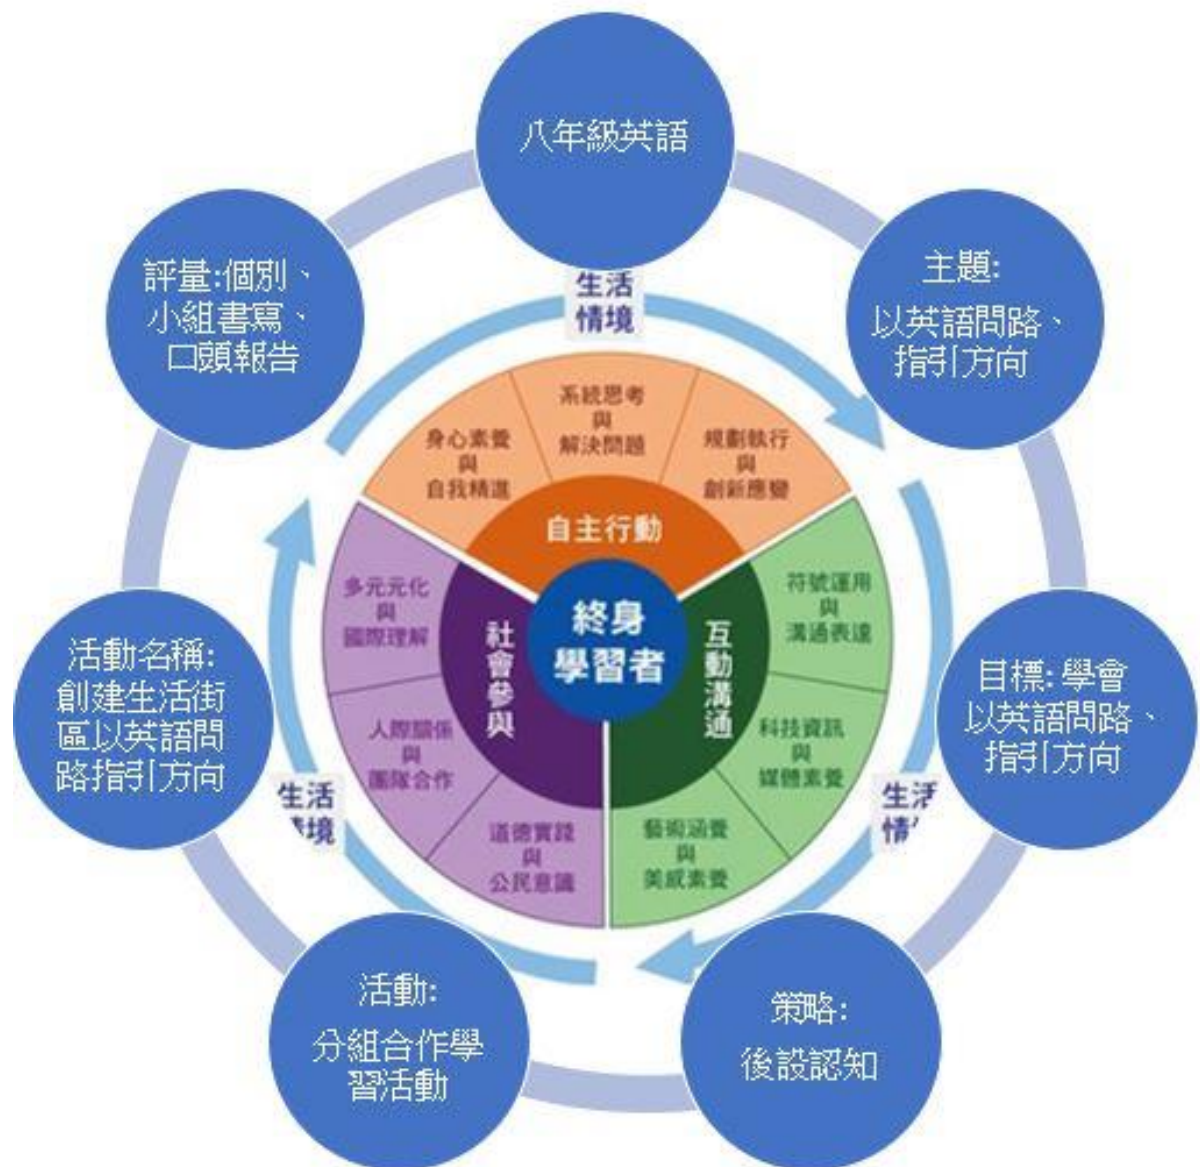 八年級英語
主題:
以英語問路、
指引方向
目標:學會
以英語問路、
指引方向
策略:
後設認知
活動:
分組合作學
習活動
活動名稱:
創建生活街
區以英語問
路指引方向
評量:個別、
小組書寫、
口頭報告
生活
情境
系統思考
與
解決問題
身心素養
與
自我精進
規劃執行
與
創新應變
自主行動
符號運用
與
溝通表達
科技資訊
與
媒體素養
藝術涵養
與
美感素養
互動溝通
多元元化
與
國際理解
人際關係
與
團隊合作
道德實踐
與
公民意識
社會參與
終身
學習者
生活
情境
生活
情